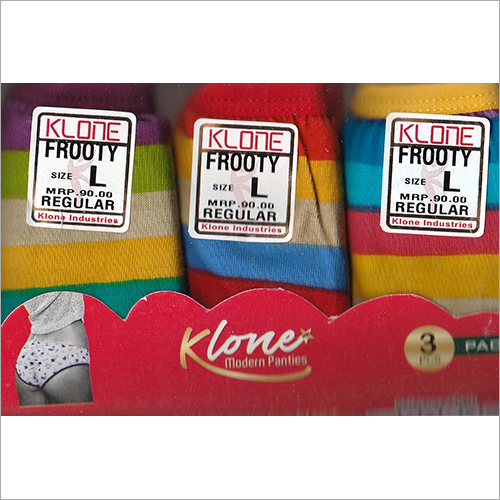 KLONE
FROOTY
SIZE L
MRP.90.00
REGULAR
Klone Industries
KLONE
FROOTY
SIZE L
MRP.90.00
REGULAR
Klone Industries
KLONE
FROOTY
SIZE L
MRP.90.00
REGULAR
Klone Industries
Klone
Modern Panties
3
PCS